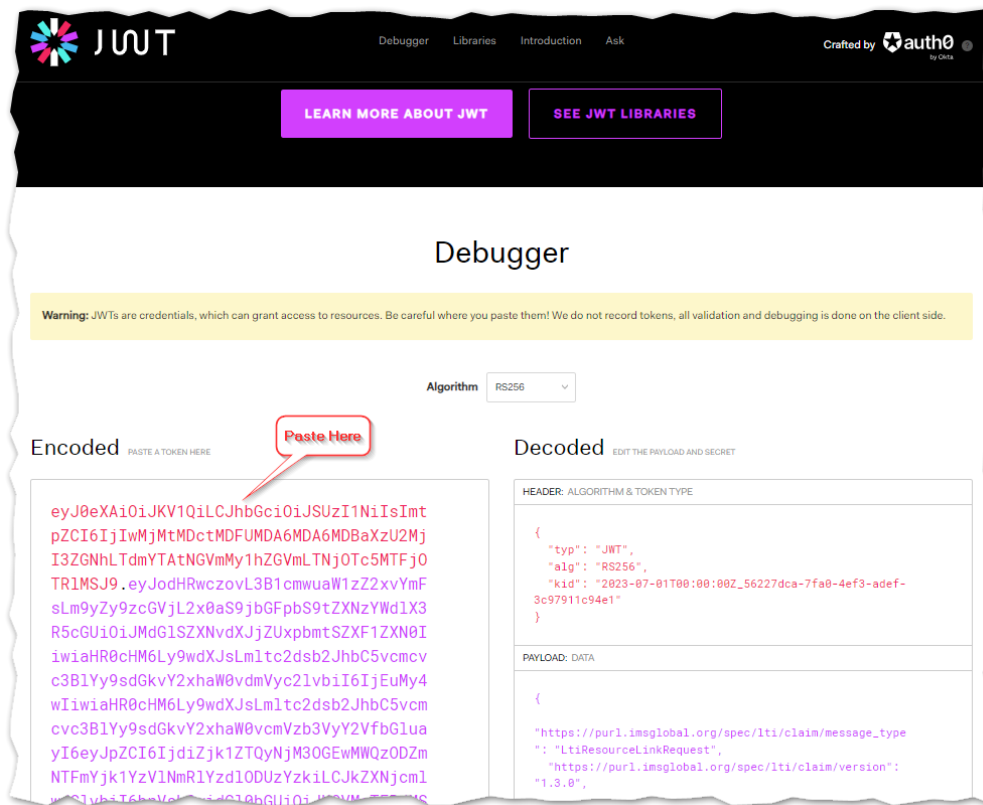 JWT
Debugger Libraries Introduction Ask
Crafted by auth0
by Okta
LEARN MORE ABOUT JWT
SEE JWT LIBRARIES
Debugger
Warning: JWTs are credentials, which can grant access to resources. Be careful where you paste them! We do not record tokens, all validation and debugging is done on the client side.
Algorithm RS256
Paste Here
Encoded PASTE A TOKEN HERE
eyJ0eXAiOiJKV1QiLCJhbGciOiJSUzI1NiIsImt
pZCI6IjIwMjMtMDctMDFUMDA6MDA6MDBaXzU2Mj
I3ZGNhLTdmYTAtNGVmMy1hZGVmLTNjOTc5MTFjO
TRlMSJ9.eyJodHRwczovL3B1cmwuaW1zZ2xvYmF
sLm9yZy9zcGVjL2x0aS9jbGFpbS9tZXNzYWdlX3
R5cGUiOiJMdGlSZXNvdXJjZUxpbmtSZXF1ZXN0I
iwiaHR0cHM6Ly9wdXJsLmltc2dsb2JhbC5vcmcv
c3BlYy9sdGkvY2xhaW0vdmVyc2lvbiI6IjEuMy4
wIiwiaHR0cHM6Ly9wdXJsLmltc2dsb2JhbC5vcm
cvc3BlYy9sdGkvY2xhaW0vcmVzb3VyY2VfbGlua
yI6eyJpZCI6IjdiZjk1ZTQyNjM3OGEwMWQzODZm
NTFmYjk1YzVlNmRlYzdlODUzYzkiLCJkZXNjcml
Decoded EDIT THE PAYLOAD AND SECRET
HEADER: ALGORITHM & TOKEN TYPE
{
"typ": "JWT",
"alg": "RS256",
"kid": "2023-07-01T00:00:00Z_56227dca-7fa0-4ef3-adef-
3c97911c94e1"
}
PAYLOAD: DATA
{
"https://purl.imsglobal.org/spec/lti/claim/message_type
": "LtiResourceLinkRequest",
"https://purl.imsglobal.org/spec/lti/claim/version":
"1.3.0",